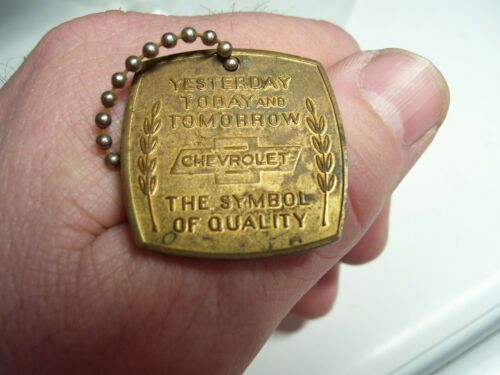 YESTERDAY
TODAY AND
TOMORROW
CHEVROLET
THE SYMBOL
OF QUALITY